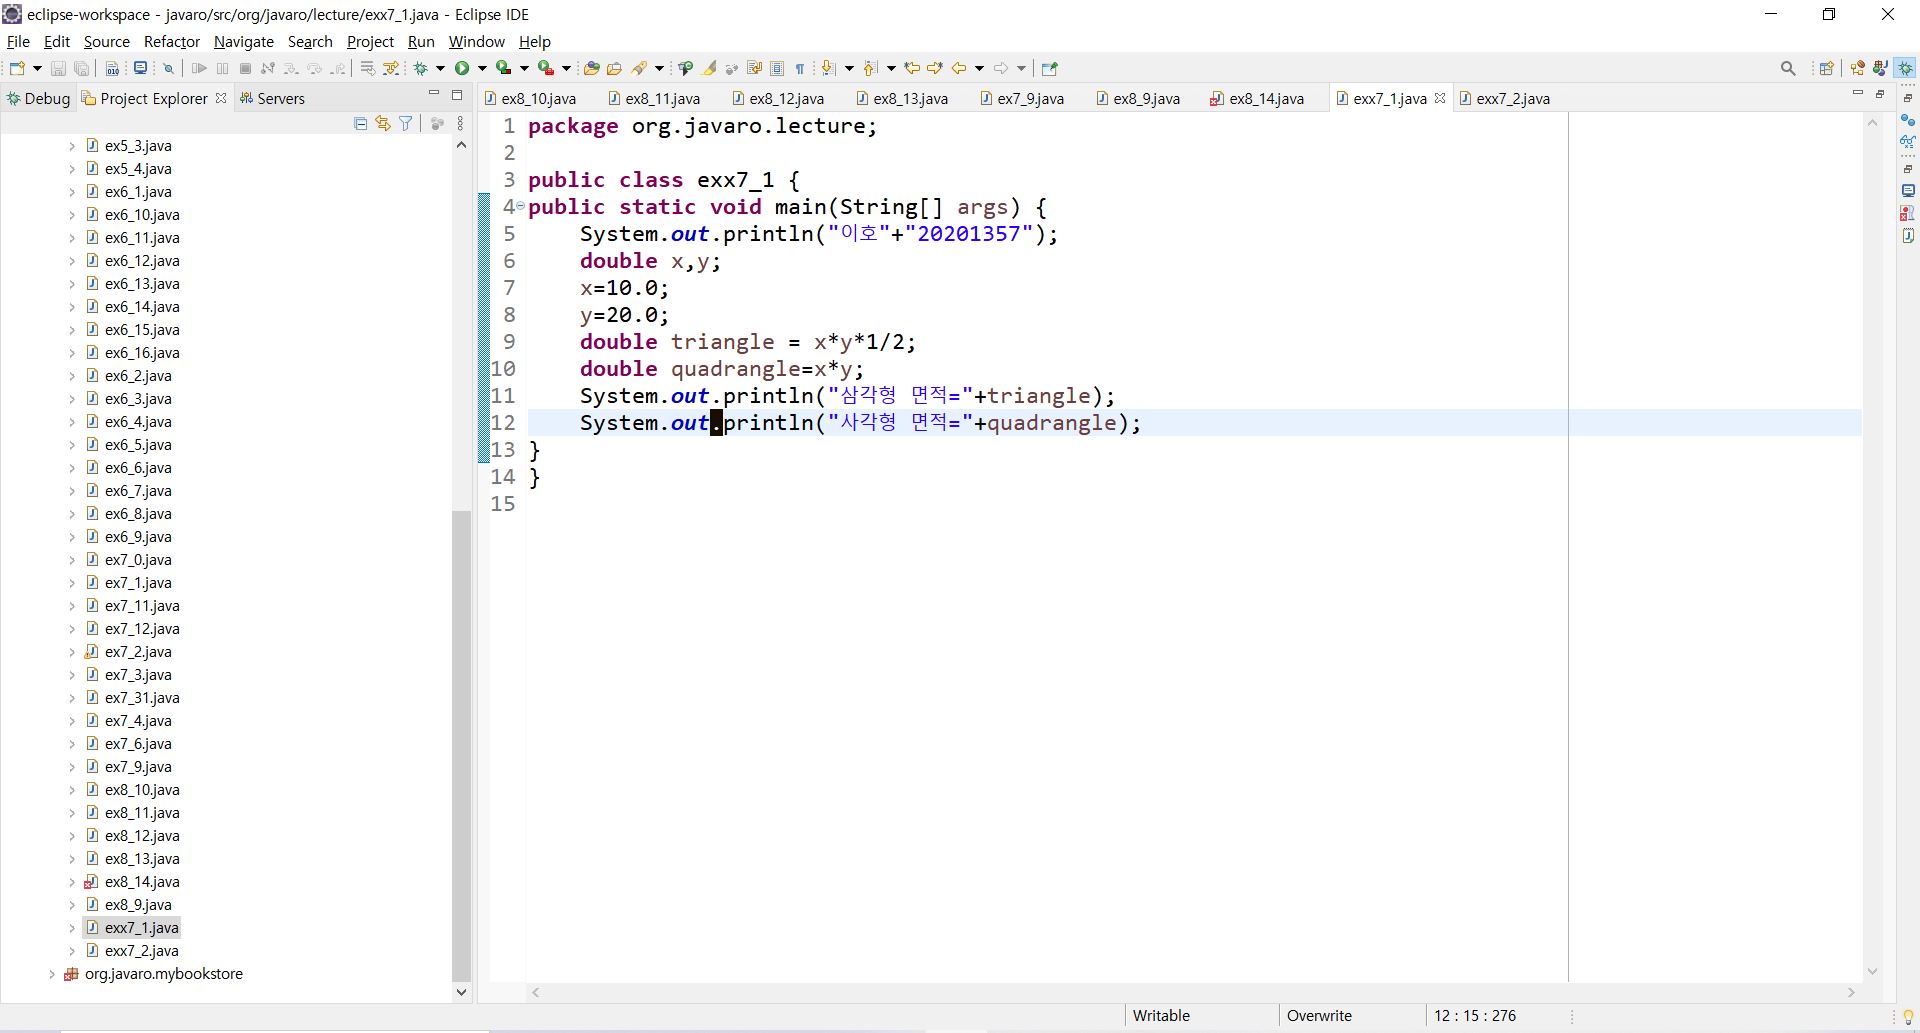 eclipse-workspace - javaro/src/org/javaro/lecture/exx7_1.java - Eclipse IDE
File Edit Source Refactor Navigate Search Project Run Window Help
Debug Project Explorer Servers
ex8_10.java ex8_11.java ex8_12.java ex8_13.java ex7_9.java ex8_9.java ex8_14.java exx7_1.java exx7_2.java
ex5_3.java
ex5_4.java
ex6_1.java
ex6_10.java
ex6_11.java
ex6_12.java
ex6_13.java
ex6_14.java
ex6_15.java
ex6_16.java
ex6_2.java
ex6_3.java
ex6_4.java
ex6_5.java
ex6_6.java
ex6_7.java
ex6_8.java
ex6_9.java
ex7_0.java
ex7_1.java
ex7_11.java
ex7_12.java
ex7_2.java
ex7_3.java
ex7_31.java
ex7_4.java
ex7_6.java
ex7_9.java
ex8_10.java
ex8_11.java
ex8_12.java
ex8_13.java
ex8_14.java
ex8_9.java
exx7_1.java
exx7_2.java
org.javaro.mybookstore
1 package org.javaro.lecture;
2
3 public class exx7_1 {
4 public static void main(String[] args) {
5 System.out.println("이호"+"20201357");
6 double x,y;
7 x=10.0;
8 y=20.0;
9 double triangle = x*y*1/2;
10 double quadrangle=x*y;
11 System.out.println("삼각형 면적="+triangle);
12 System.out.println("사각형 면적="+quadrangle);
13 }
14 }
15
Writable Overwrite 12 : 15 : 276